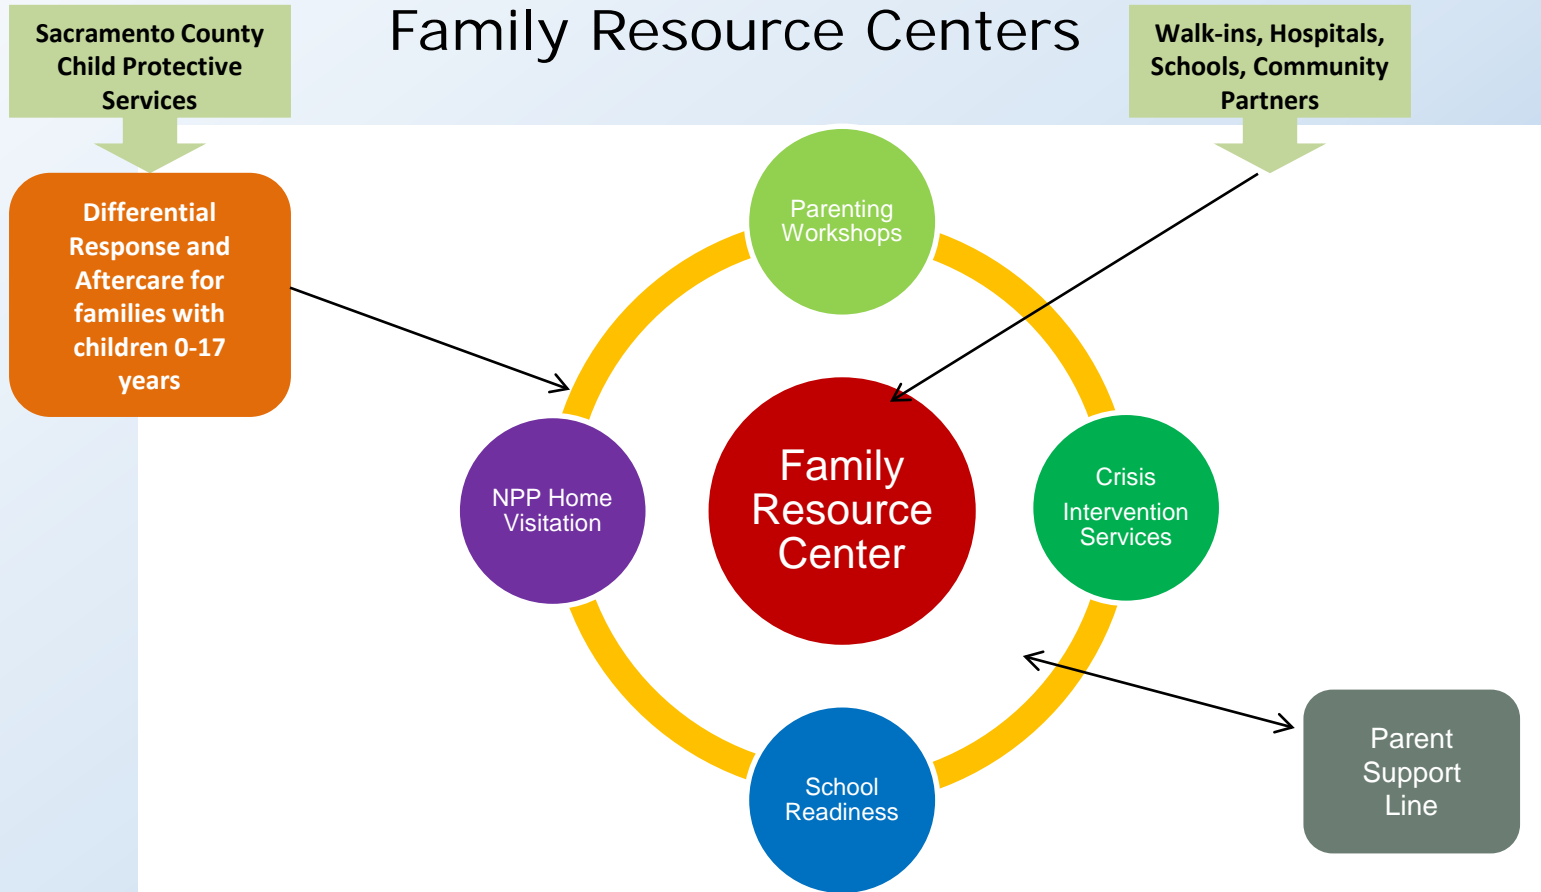 Family Resource Centers
Sacramento County
Child Protective
Services
Walk-ins, Hospitals,
Schools, Community
Partners
Differential
Response and
Aftercare for
families with
children 0-17
years
Parenting
Workshops
NPP Home
Visitation
Family
Resource
Center
Crisis
Intervention
Services
School
Readiness
Parent
Support
Line